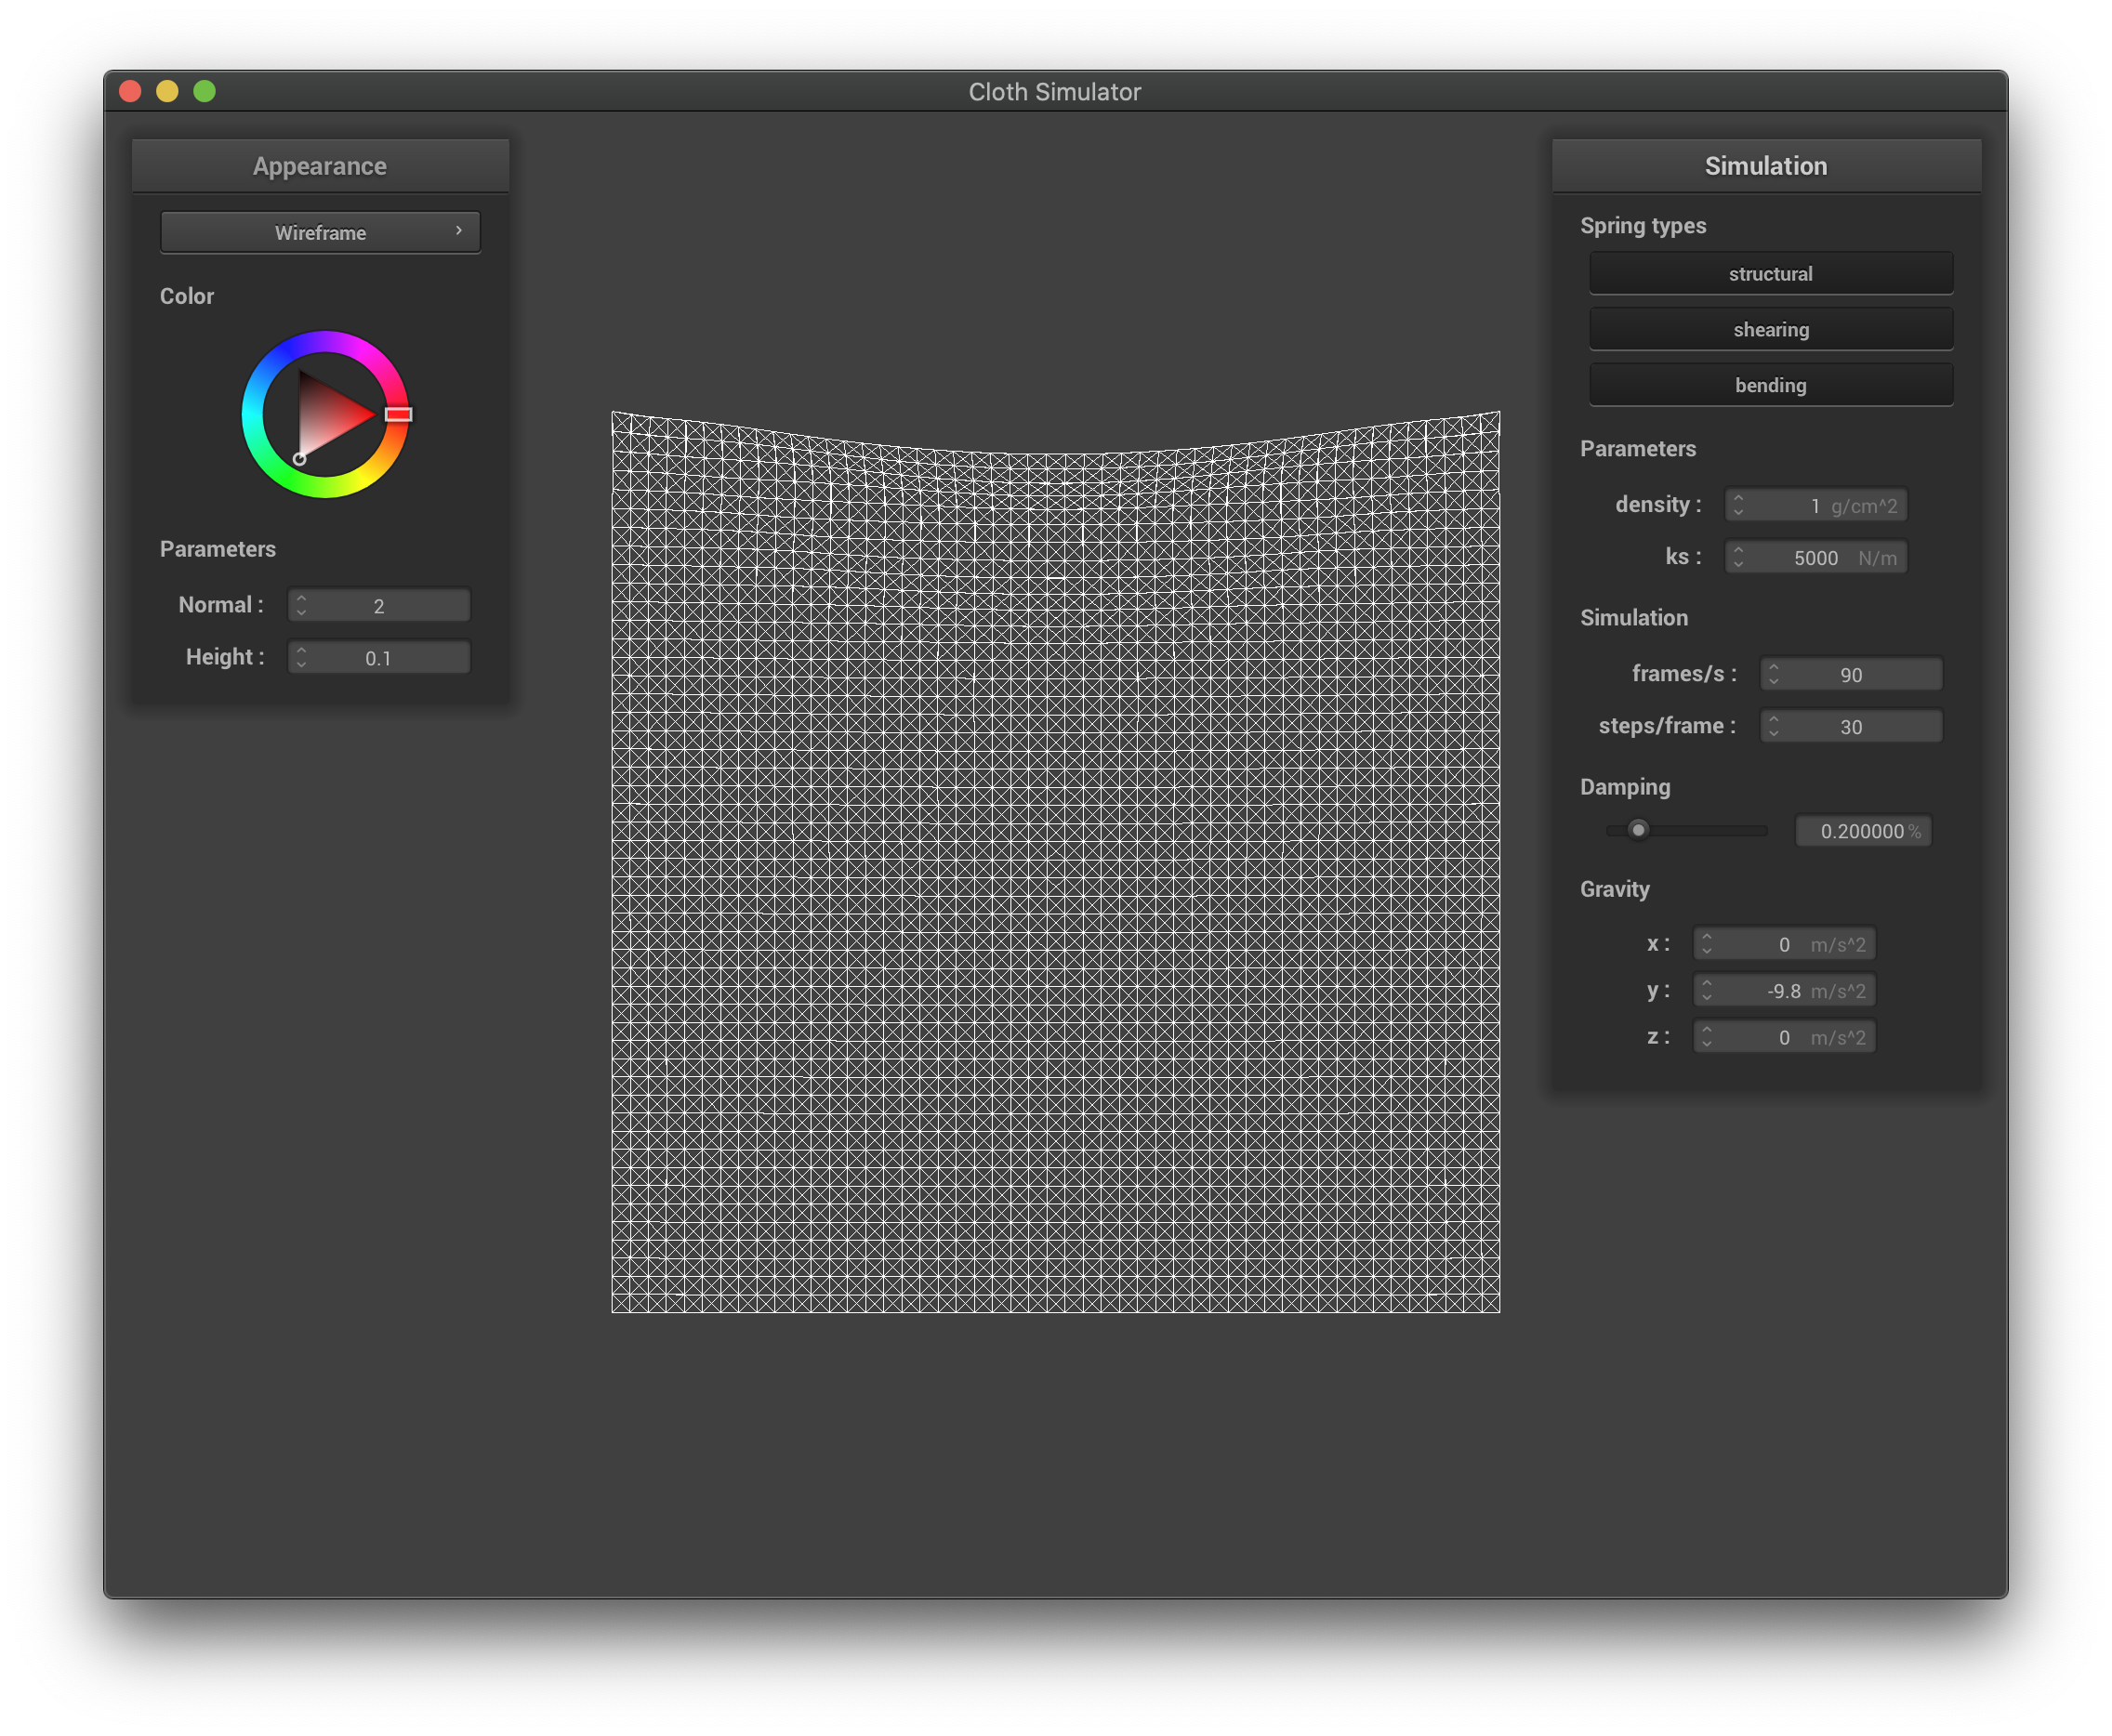 Cloth Simulator
Appearance
Wireframe
Color
Parameters
Normal : 2
Height : 0.1
Simulation
Spring types
structural
shearing
bending
Parameters
density : 1 g/cm^2
ks : 5000 N/m
Simulation
frames/s : 90
steps/frame : 30
Damping
0.200000 %
Gravity
x : 0 m/s^2
y : -9.8 m/s^2
z : 0 m/s^2